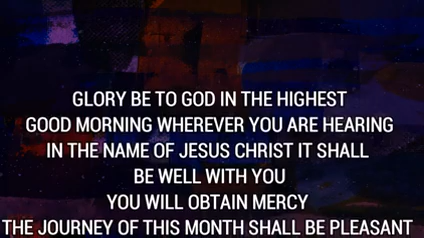 GLORY BE TO GOD IN THE HIGHEST
GOOD MORNING WHEREVER YOU ARE HEARING
IN THE NAME OF JESUS CHRIST IT SHALL
BE WELL WITH YOU
YOU WILL OBTAIN MERCY
THE JOURNEY OF THIS MONTH SHALL BE PLEASANT